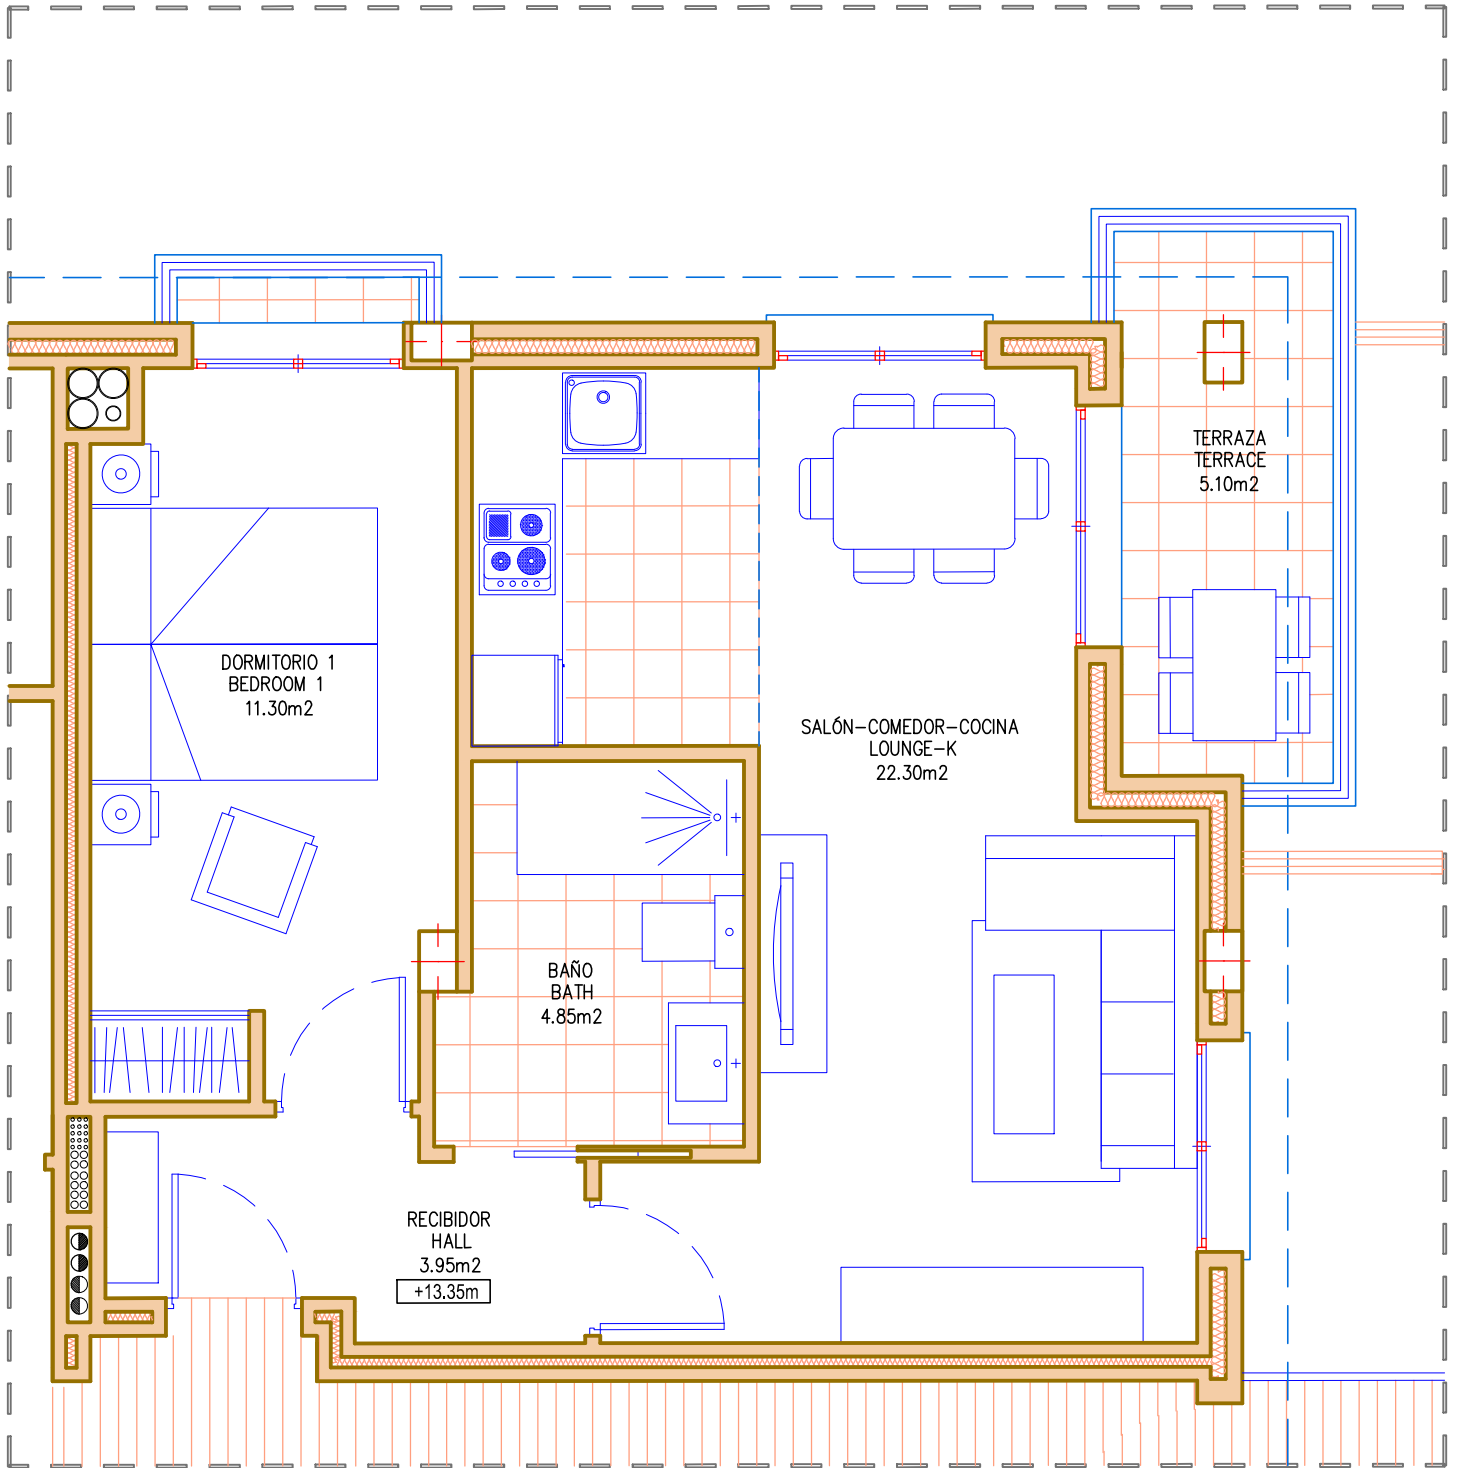 TERRAZA
TERRACE
5.10m2
DORMITORIO 1
BEDROOM 1
11.30m2
SALÓN-COMEDOR-COCINA
LOUNGE-K
22.30m2
BAÑO
BATH
4.85m2
RECIBIDOR
HALL
3.95m2
+13.35m